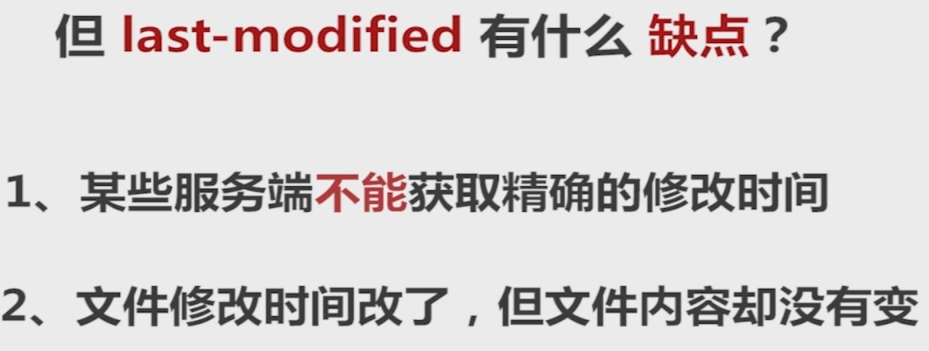 但 last-modified 有什么 缺点？
1、某些服务端不能获取精确的修改时间
2、文件修改时间改了，但文件内容却没有变